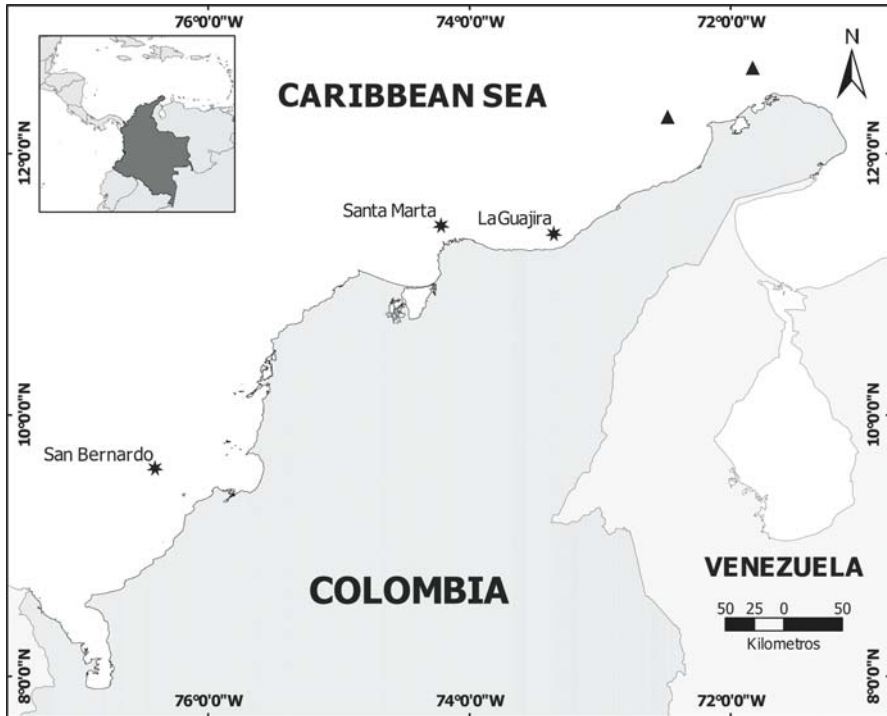 76°0'0"W 74°0'0"W 72°0'0"W
N
CARIBBEAN SEA
12°0'0"N 12°0'0"N
Santa Marta LaGuajira
10°0'0"N 10°0'0"N
San Bernardo
COLOMBIA
VENEZUELA
50 25 0 50
Kilometros
8°0'0"N 8°0'0"N
76°0'0"W 74°0'0"W 72°0'0"W